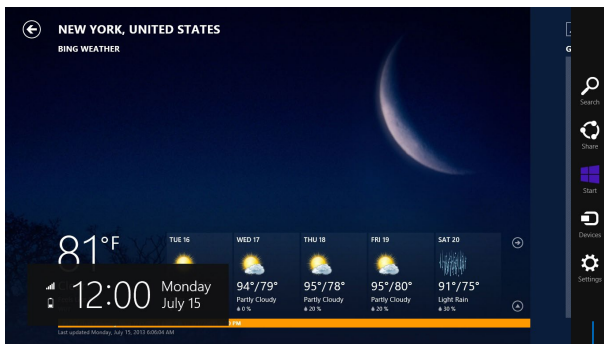 NEW YORK, UNITED STATES
BING WEATHER
G
Search
Share
Start
Devices
Settings
81°F
TUE 16
WED 17
THU 18
FRI 19
SAT 20
94°/79°
95°/78°
95°/80°
91°/75°
Partly Cloudy
Partly Cloudy
Partly Cloudy
Light Rain
0 %
20 %
20 %
30 %
12:00
Monday
July 15
PM
Last updated Monday, July 15, 2013 6:06:04 AM